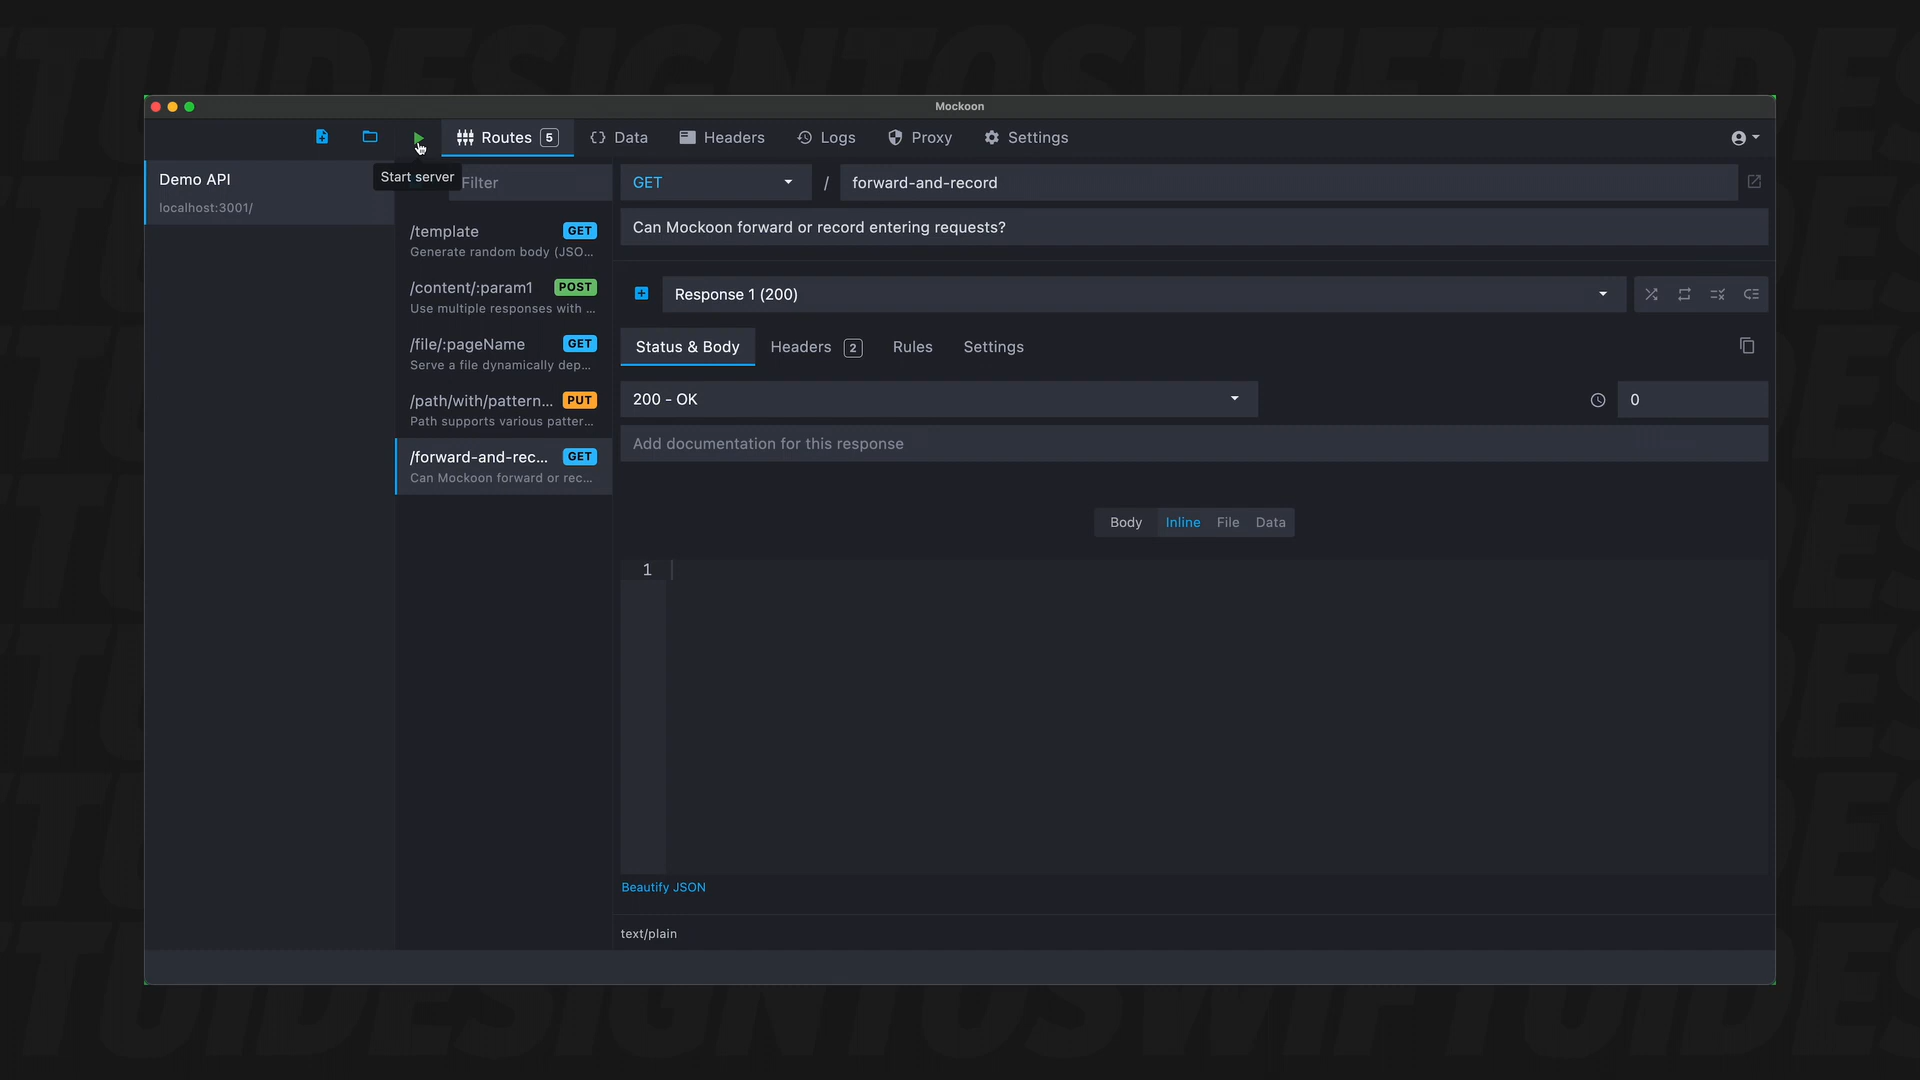 Mockoon
Routes 5
Data
Headers
Logs
Proxy
Settings
Demo API
localhost:3001/
Start server
Filter
/template GET
Generate random body (JSO...
/content/:param1 POST
Use multiple responses with ...
/file/:pageName GET
Serve a file dynamically dep...
/path/with/pattern... PUT
Path supports various patter...
/forward-and-rec... GET
Can Mockoon forward or rec...
GET / forward-and-record
Can Mockoon forward or record entering requests?
Response 1 (200)
Status & Body
Headers 2
Rules
Settings
200 - OK
0
Add documentation for this response
Body Inline File Data
1
Beautify JSON
text/plain
TUIDESIGNTOSWIFTUIDES
TUIDESIGNTOSWIFTUIDES